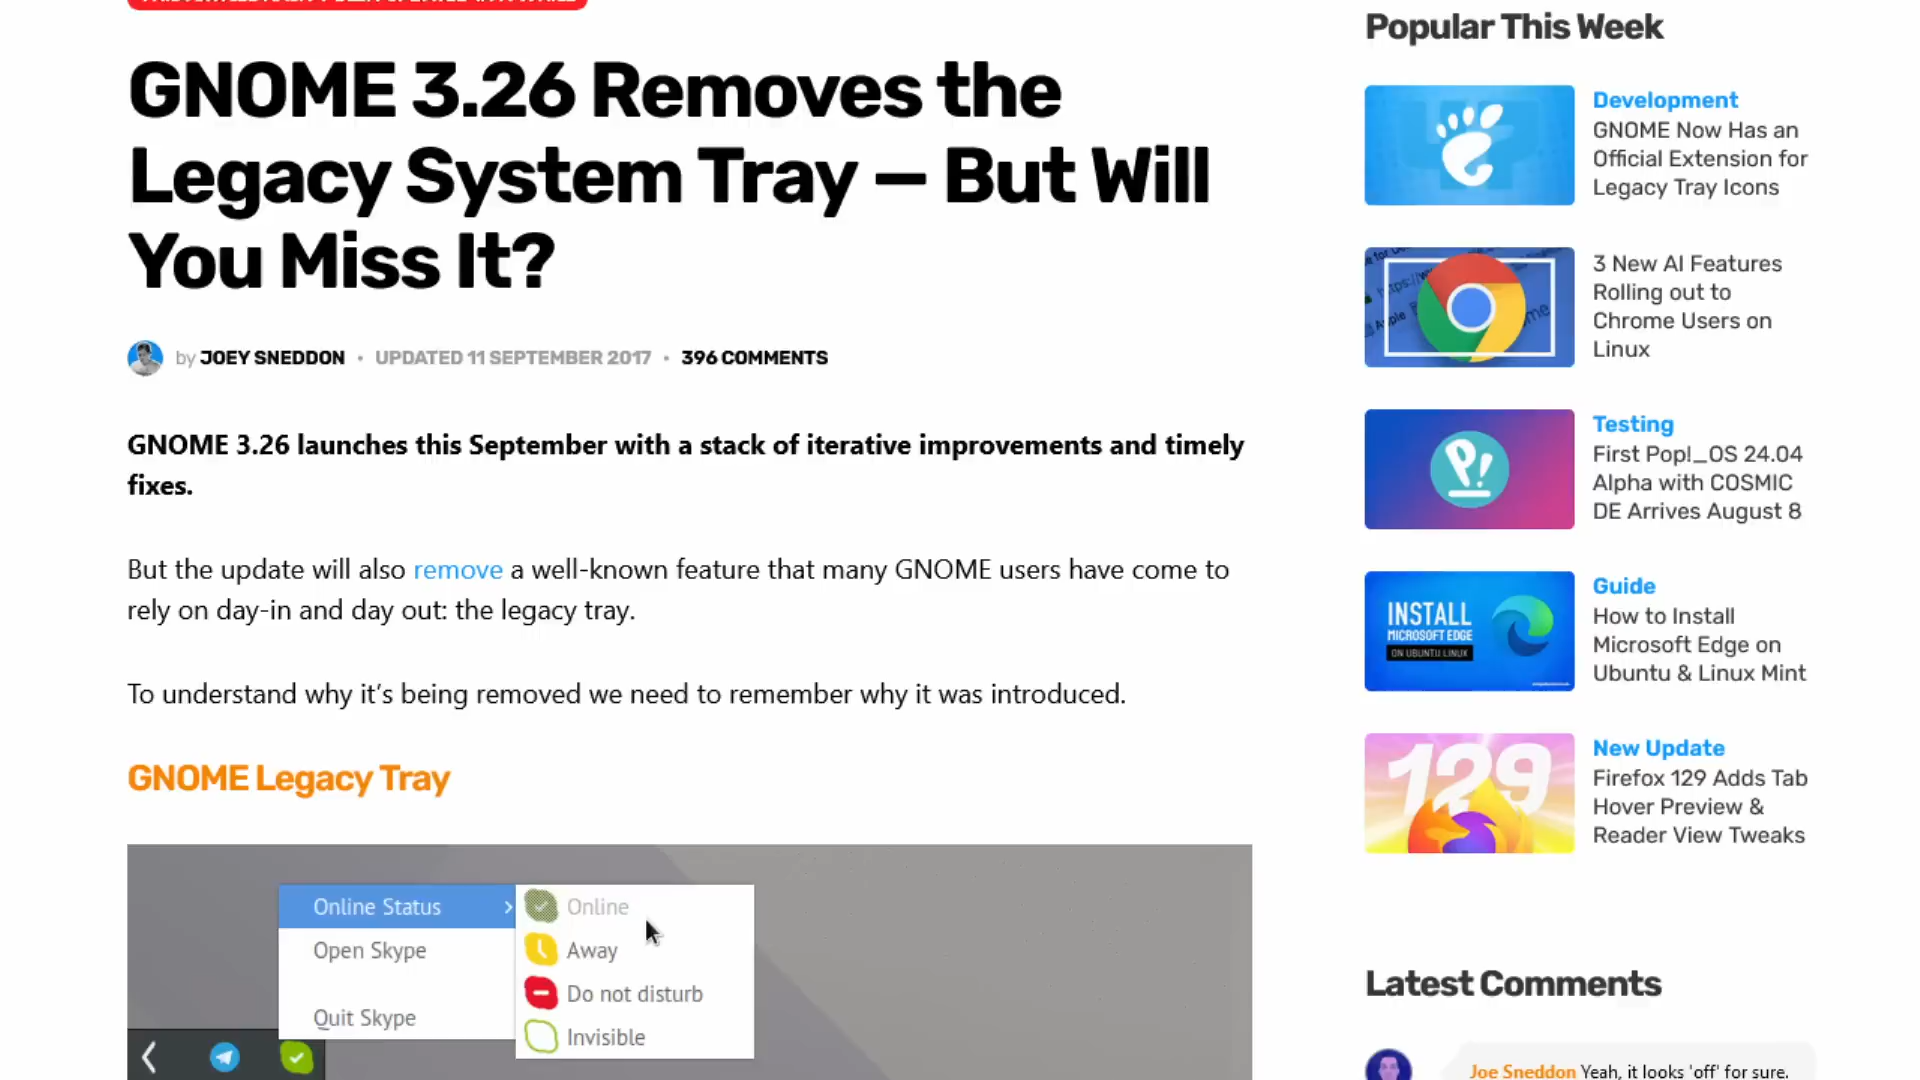 GNOME 3.26 Removes the
Legacy System Tray — But Will
You Miss It?
by JOEY SNEDDON • UPDATED 11 SEPTEMBER 2017 • 396 COMMENTS
GNOME 3.26 launches this September with a stack of iterative improvements and timely
fixes.
But the update will also remove a well-known feature that many GNOME users have come to
rely on day-in and day out: the legacy tray.
To understand why it’s being removed we need to remember why it was introduced.
GNOME Legacy Tray
Online Status
Open Skype
Quit Skype
Online
Away
Do not disturb
Invisible
Popular This Week
Development
GNOME Now Has an
Official Extension for
Legacy Tray Icons
3 New AI Features
Rolling out to
Chrome Users on
Linux
Testing
First Pop!_OS 24.04
Alpha with COSMIC
DE Arrives August 8
INSTALL
MICROSOFT EDGE
ON UBUNTU LINUX
Guide
How to Install
Microsoft Edge on
Ubuntu & Linux Mint
129
New Update
Firefox 129 Adds Tab
Hover Preview &
Reader View Tweaks
Latest Comments
Joe Sneddon Yeah, it looks 'off' for sure.